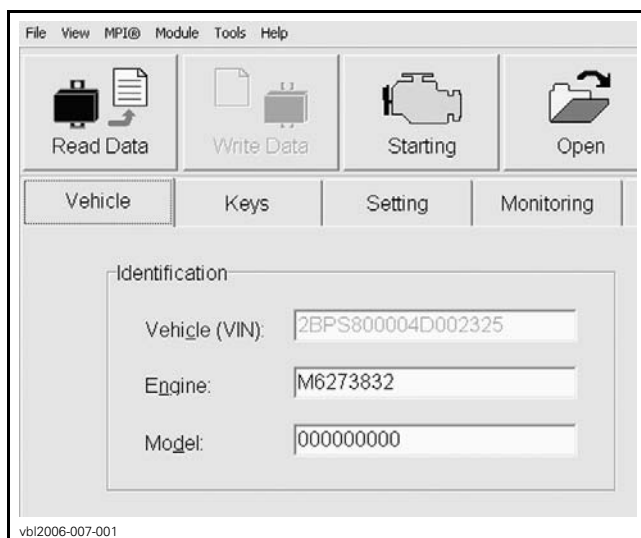 File View MPI® Module Tools Help
Read Data Write Data Starting Open
Vehicle Keys Setting Monitoring
Identification
Vehicle (VIN): 2BPS800004D002325
Engine: M6273832
Model: 000000000
vbl2006-007-001